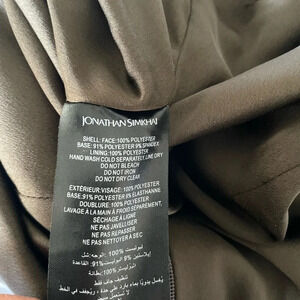 JONATHAN SIMKHAI
SHELL: FACE:100% POLYESTER
BASE: 91% POLYESTER 9% SPANDEX
LINING:100% POLYESTER
HAND WASH COLD SEPARATELY, LINE DRY
DO NOT BLEACH
DO NOT IRON
DO NOT DRY CLEAN
EXTÉRIEUR:VISAGE: 100% POLYESTER
BASE: 91% POLYESTER 9% ELASTHANNE
DOUBLURE: 100% POLYESTER
LAVAGE À LA MAIN À FROID SÉPARÉMENT,
SÉCHAGE À LIGNE
NE PAS JAVELLISER
NE PAS REPASSER
NE PAS NETTOYER A SEC
بوليستر